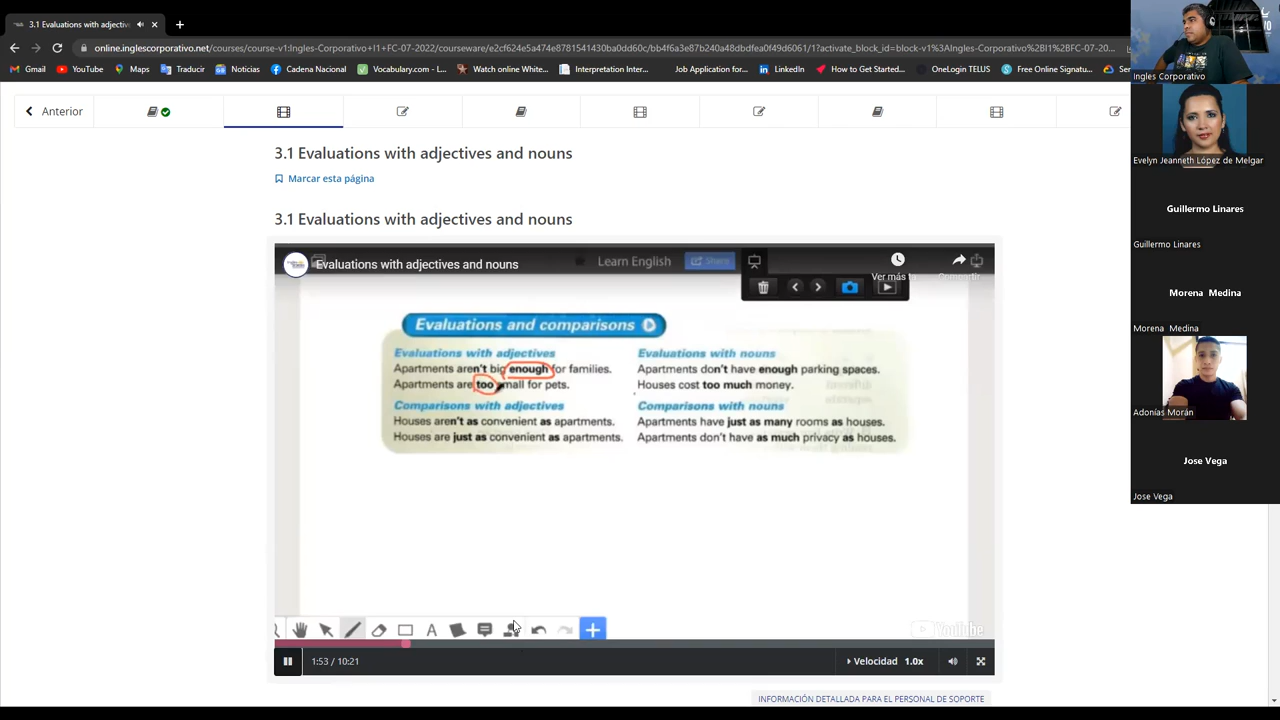 3.1 Evaluations with adjectiv
online.inglescorporativo.net/courses/course-v1:Ingles-Corporativo+I1+FC-07-2022/courseware/e2cf624e5a474e8781541430ba0dd60c/bb4f6a3e87b240a48dbdfea0f49d6061/1?activate_block_id=block-v1%3AIngles-Corporativo%2BI1%2BFC-07-20...
Gmail YouTube Maps Traducir Noticias Cadena Nacional Vocabulary.com - L... Watch online White... Interpretation Inter... Job Application for... LinkedIn How to Get Started... OneLogin TELUS Free Online Signatu... Ser
Anterior
3.1 Evaluations with adjectives and nouns
Marcar esta página
3.1 Evaluations with adjectives and nouns
Evaluations with adjectives and nouns
Learn English
Share
Ver más ta
Compartir
Evaluations and comparisons
Evaluations with adjectives
Apartments aren't big enough for families.
Apartments are too small for pets.
Comparisons with adjectives
Houses aren't as convenient as apartments.
Houses are just as convenient as apartments.
Evaluations with nouns
Apartments don't have enough parking spaces.
Houses cost too much money.
Comparisons with nouns
Apartments have just as many rooms as houses.
Apartments don't have as much privacy as houses.
A
YouTube
1:53 / 10:21
Velocidad 1.0x
INFORMACIÓN DETALLADA PARA EL PERSONAL DE SOPORTE
Ingles Corporativo
Evelyn Jeanneth López de Melgar
Guillermo Linares
Guillermo Linares
Morena Medina
Morena Medina
Adonías Morán
Jose Vega
Jose Vega